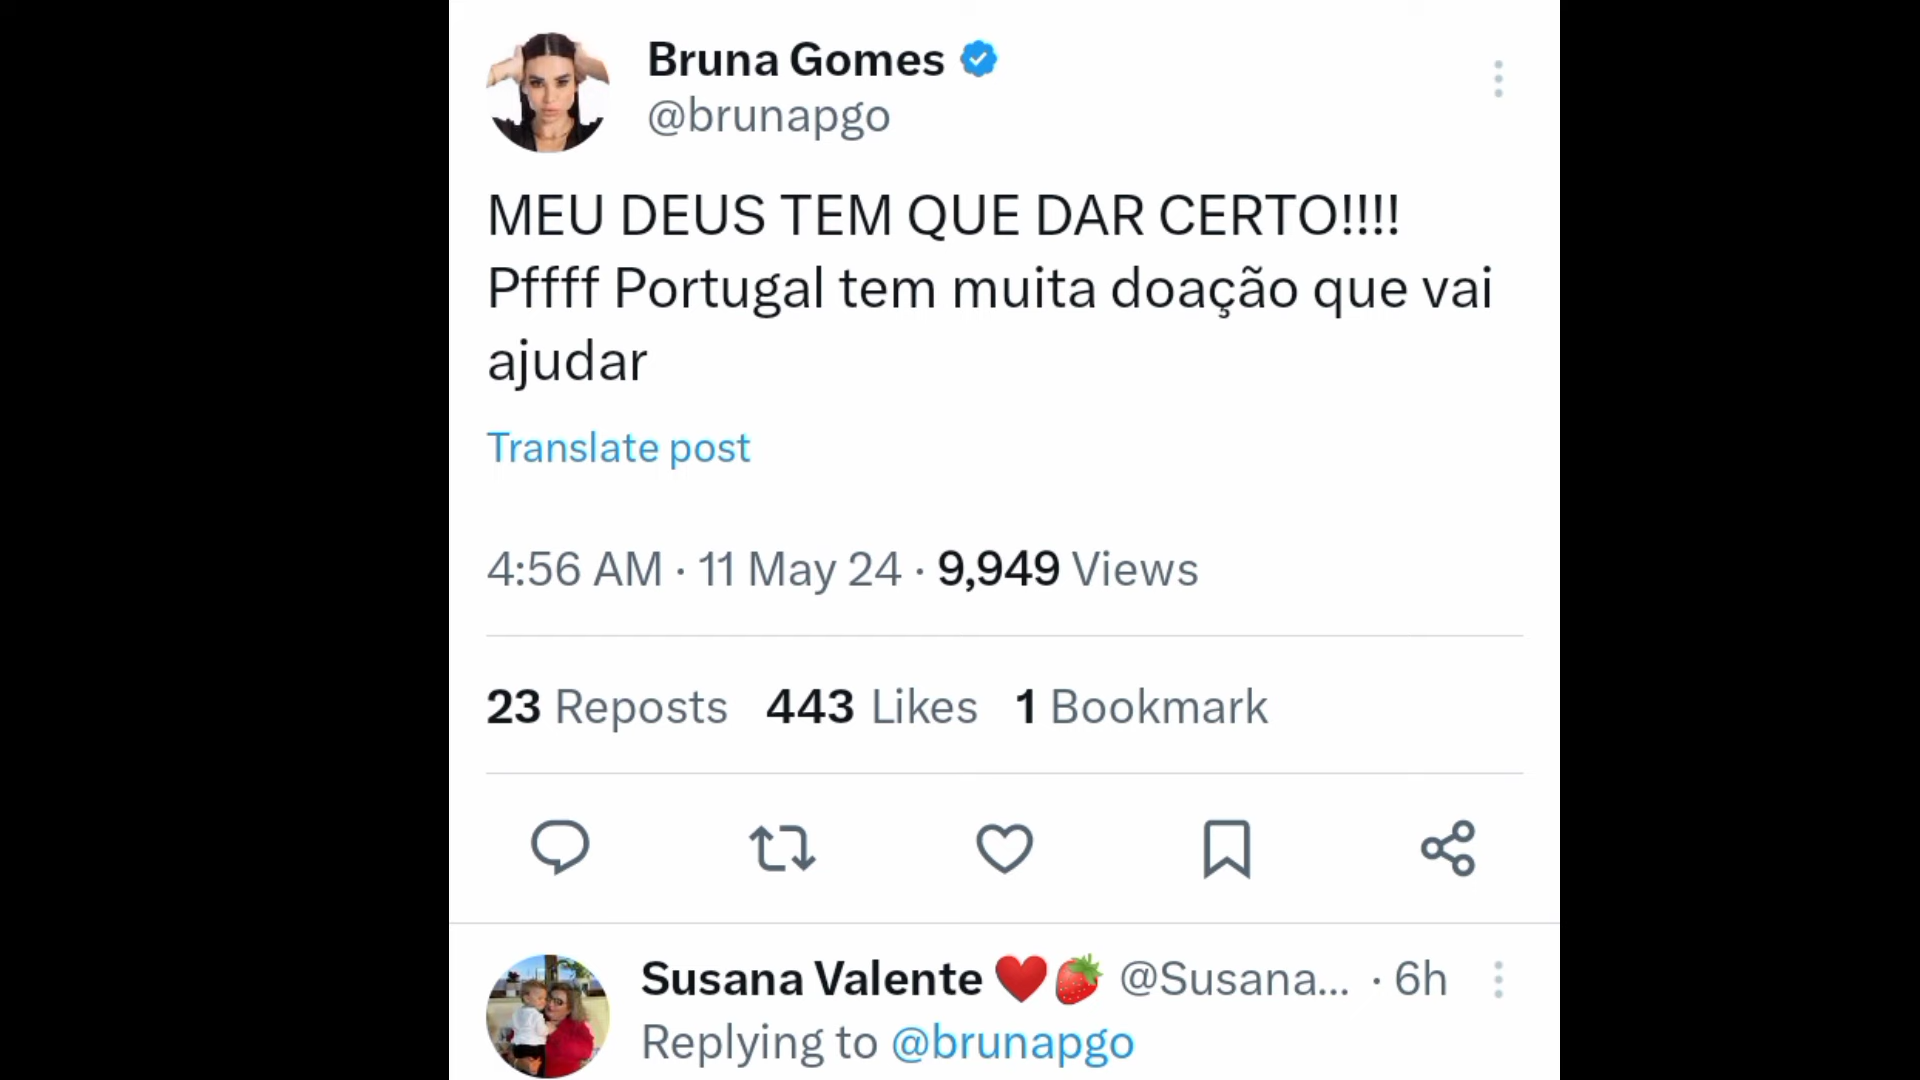 Bruna Gomes
@brunapgo
MEU DEUS TEM QUE DAR CERTO!!!!
Pffff Portugal tem muita doação que vai
ajudar
Translate post
4:56 AM · 11 May 24 · 9,949 Views
23 Reposts 443 Likes 1 Bookmark
Susana Valente ❤️🍓 @Susana... · 6h
Replying to @brunapgo